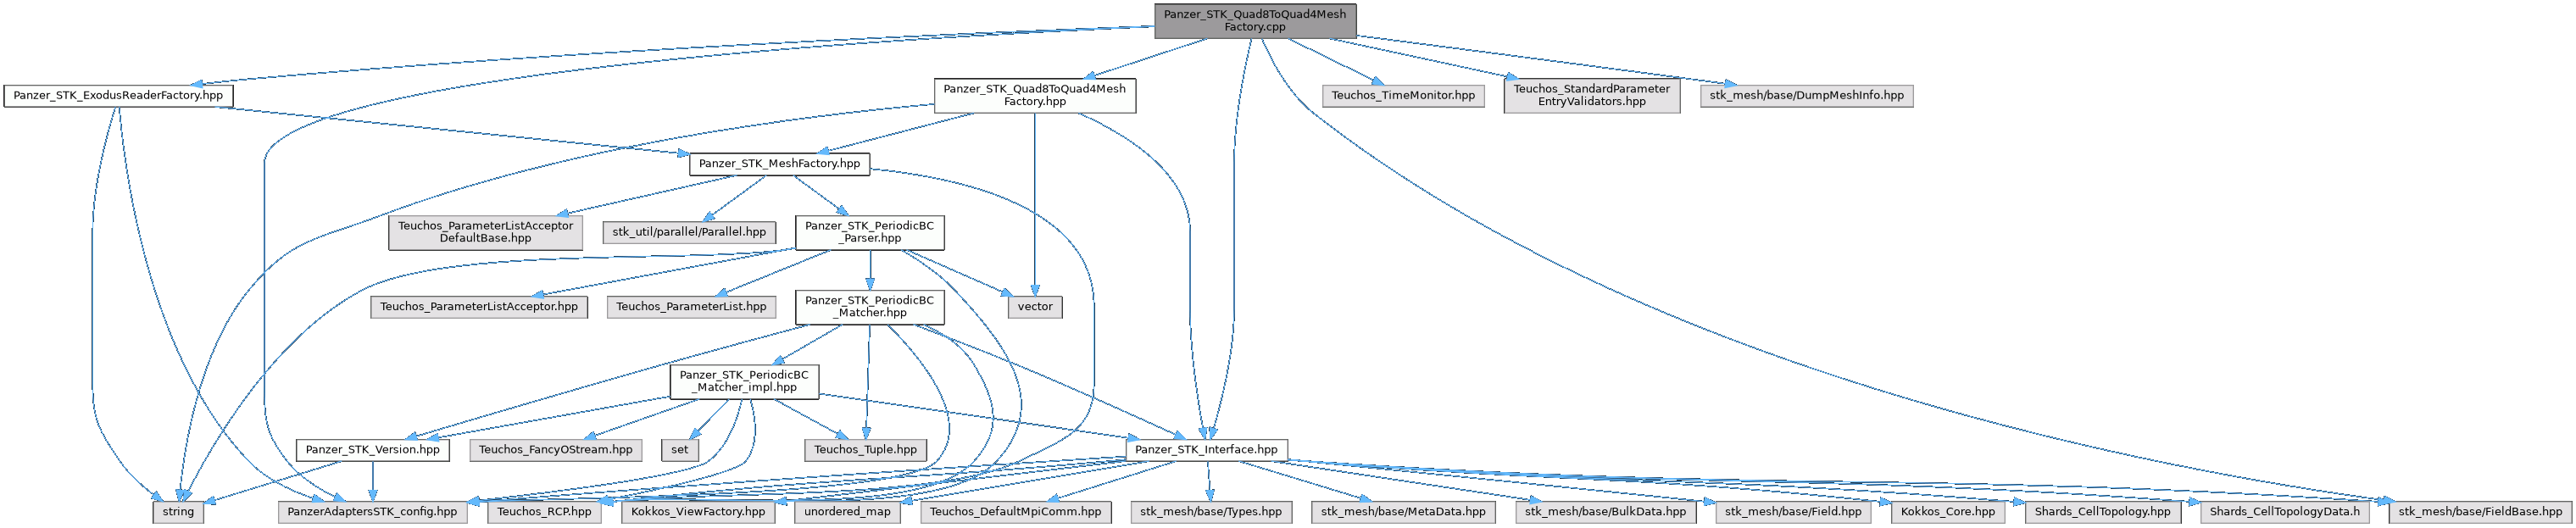 Panzer_STK_Quad8ToQuad4Mesh
Factory.cpp
Panzer_STK_ExodusReaderFactory.hpp
Panzer_STK_Quad8ToQuad4Mesh
Factory.hpp
Teuchos_TimeMonitor.hpp
Teuchos_StandardParameter
EntryValidators.hpp
stk_mesh/base/DumpMeshInfo.hpp
Panzer_STK_MeshFactory.hpp
Teuchos_ParameterListAcceptor
DefaultBase.hpp
stk_util/parallel/Parallel.hpp
Panzer_STK_PeriodicBC
_Parser.hpp
Teuchos_ParameterListAcceptor.hpp
Teuchos_ParameterList.hpp
Panzer_STK_PeriodicBC
_Matcher.hpp
vector
Panzer_STK_PeriodicBC
_Matcher_impl.hpp
Panzer_STK_Version.hpp
Teuchos_FancyOStream.hpp
set
Teuchos_Tuple.hpp
Panzer_STK_Interface.hpp
string
PanzerAdaptersSTK_config.hpp
Teuchos_RCP.hpp
Kokkos_ViewFactory.hpp
unordered_map
Teuchos_DefaultMpiComm.hpp
stk_mesh/base/Types.hpp
stk_mesh/base/MetaData.hpp
stk_mesh/base/BulkData.hpp
stk_mesh/base/Field.hpp
Kokkos_Core.hpp
Shards_CellTopology.hpp
Shards_CellTopologyData.h
stk_mesh/base/FieldBase.hpp